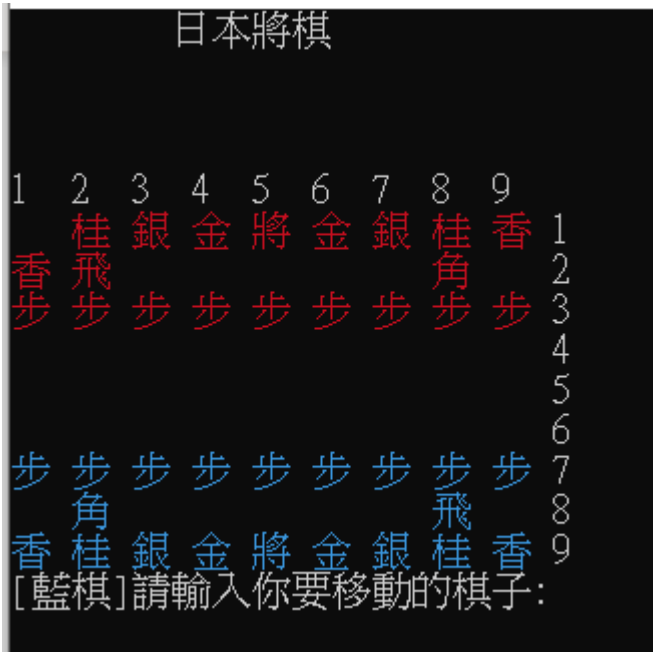 日本將棋
1 2 3 4 5 6 7 8 9
桂 銀 金 將 金 銀 桂 香 1
香 飛 角 2
步 步 步 步 步 步 步 步 步 3
4
5
6
步 步 步 步 步 步 步 步 步 7
角 飛 8
香 桂 銀 金 將 金 銀 桂 香 9
[藍棋]請輸入你要移動的棋子: